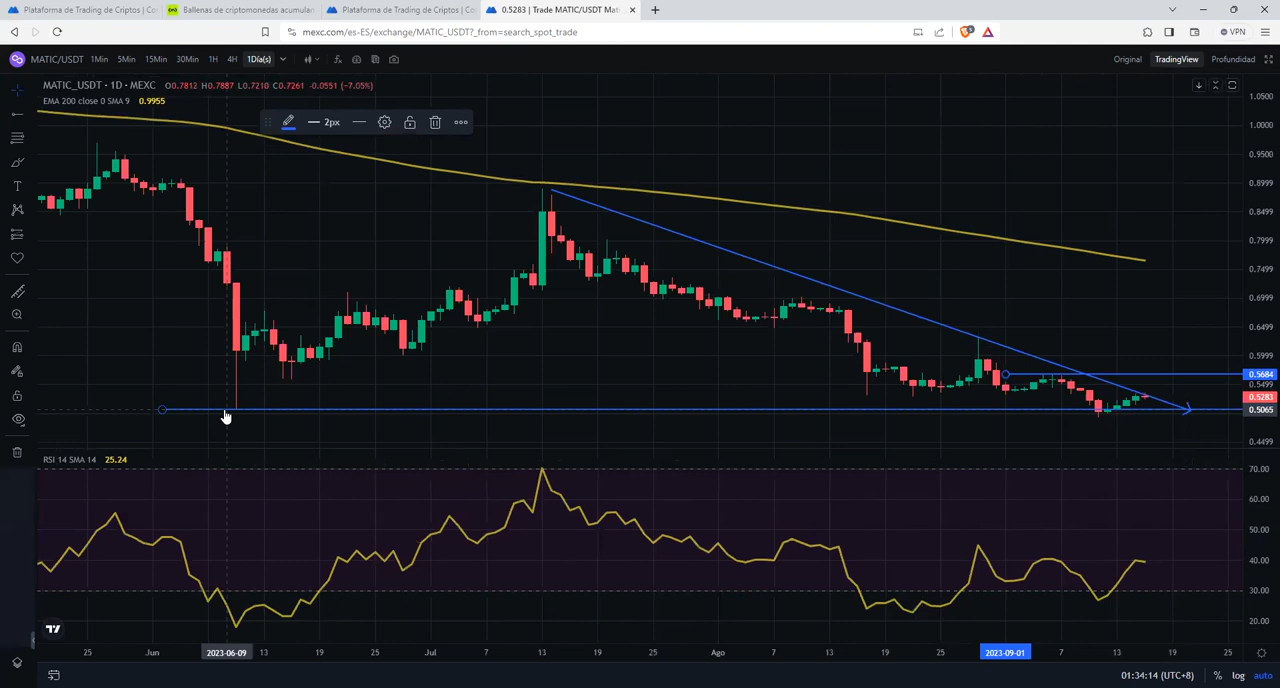 Plataforma de Trading de Criptos | Co
Ballenas de criptomonedas acumulan
Plataforma de Trading de Criptos | Co
0.5283 | Trade MATIC/USDT Mati
mexc.com/es-ES/exchange/MATIC_USDT?_from=search_spot_trade
VPN
MATIC/USDT 1Min 5Min 15Min 30Min 1H 4H 1Día(s)
Original TradingView Profundidad
MATIC_USDT · 1D · MEXC O0.7812 H0.7887 L0.7210 C0.7261 -0.0551 (-7.05%)
EMA 200 close 0 SMA 9 0.9955
2px
1.0500
1.0000
0.9500
0.8999
0.8499
0.7999
0.7499
0.6999
0.6499
0.5999
0.5684
0.5499
0.5283
0.5065
0.4499
RSI 14 SMA 14 25.24
70.00
60.00
50.00
40.00
30.00
20.00
25 Jun 2023-06-09 13 19 25 Jul 7 13 19 25 Ago 7 13 19 25 2023-09-01 7 13 19 25
01:34:14 (UTC+8) % log auto